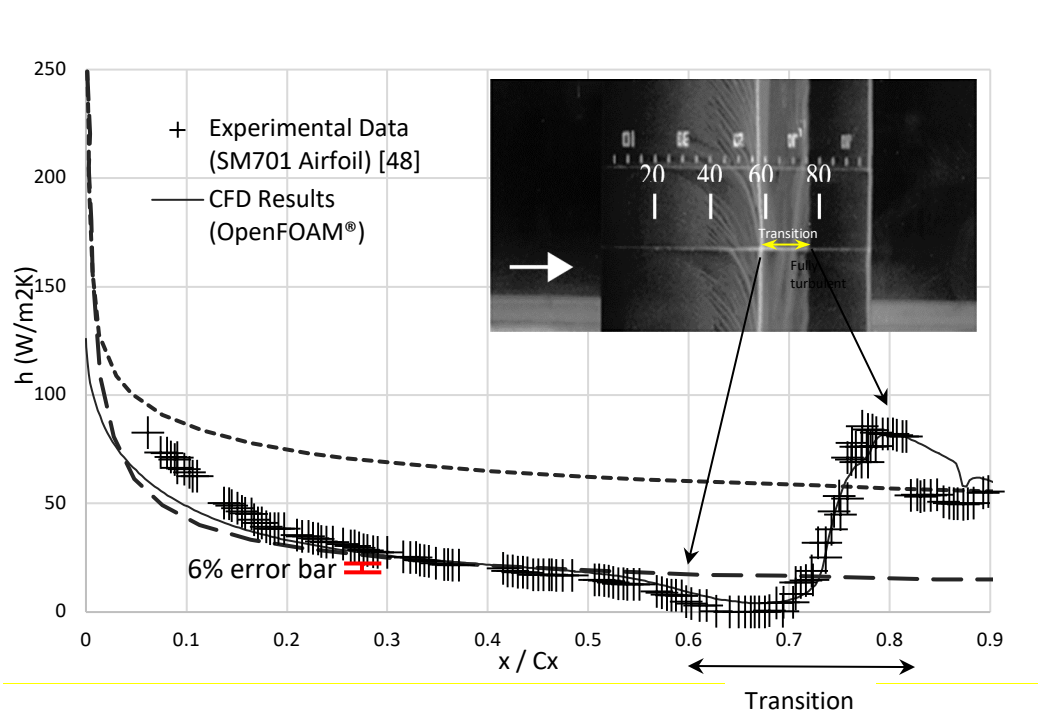 250
200
150
100
50
0
h (W/m2K)
Experimental Data
(SM701 Airfoil) [48]
CFD Results
(OpenFOAM®)
20 40 60 80
Transition
Fully
turbulent
6% error bar
0 0.1 0.2 0.3 0.4 0.5 0.6 0.7 0.8 0.9
x / Cx
Transition